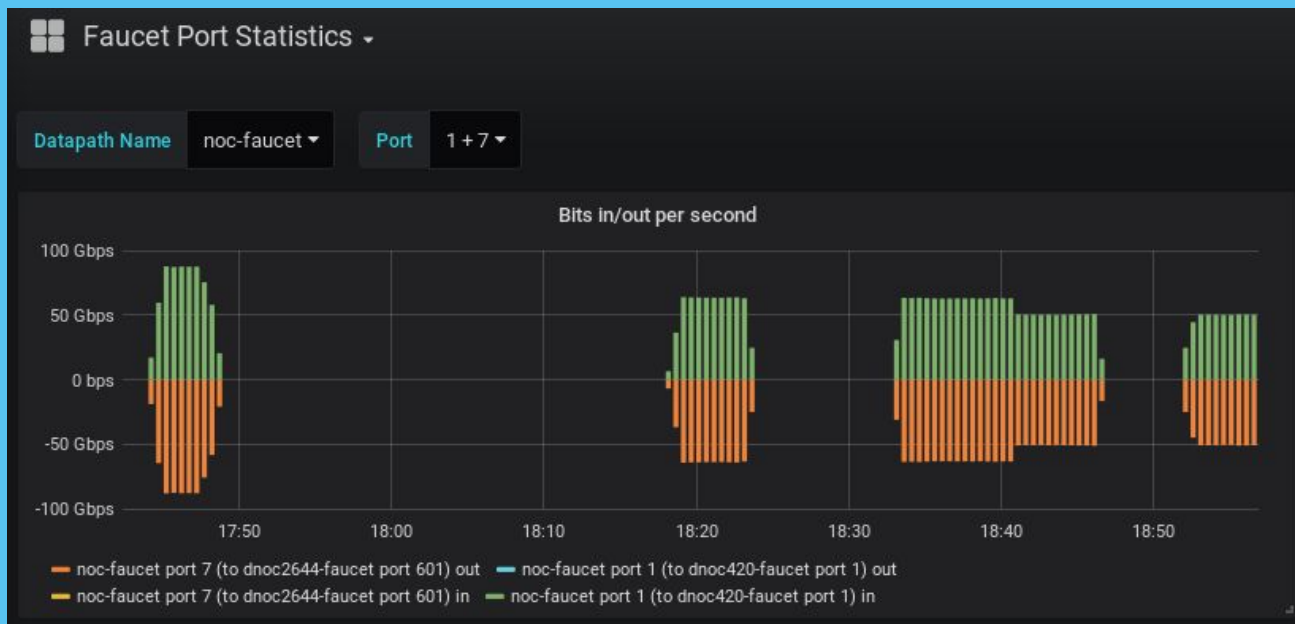 Faucet Port Statistics
Datapath Name noc-faucet Port 1 + 7
Bits in/out per second
100 Gbps
50 Gbps
0 bps
-50 Gbps
-100 Gbps
17:50 18:00 18:10 18:20 18:30 18:40 18:50
noc-faucet port 7 (to dnoc2644-faucet port 601) out noc-faucet port 1 (to dnoc420-faucet port 1) out
noc-faucet port 7 (to dnoc2644-faucet port 601) in noc-faucet port 1 (to dnoc420-faucet port 1) in